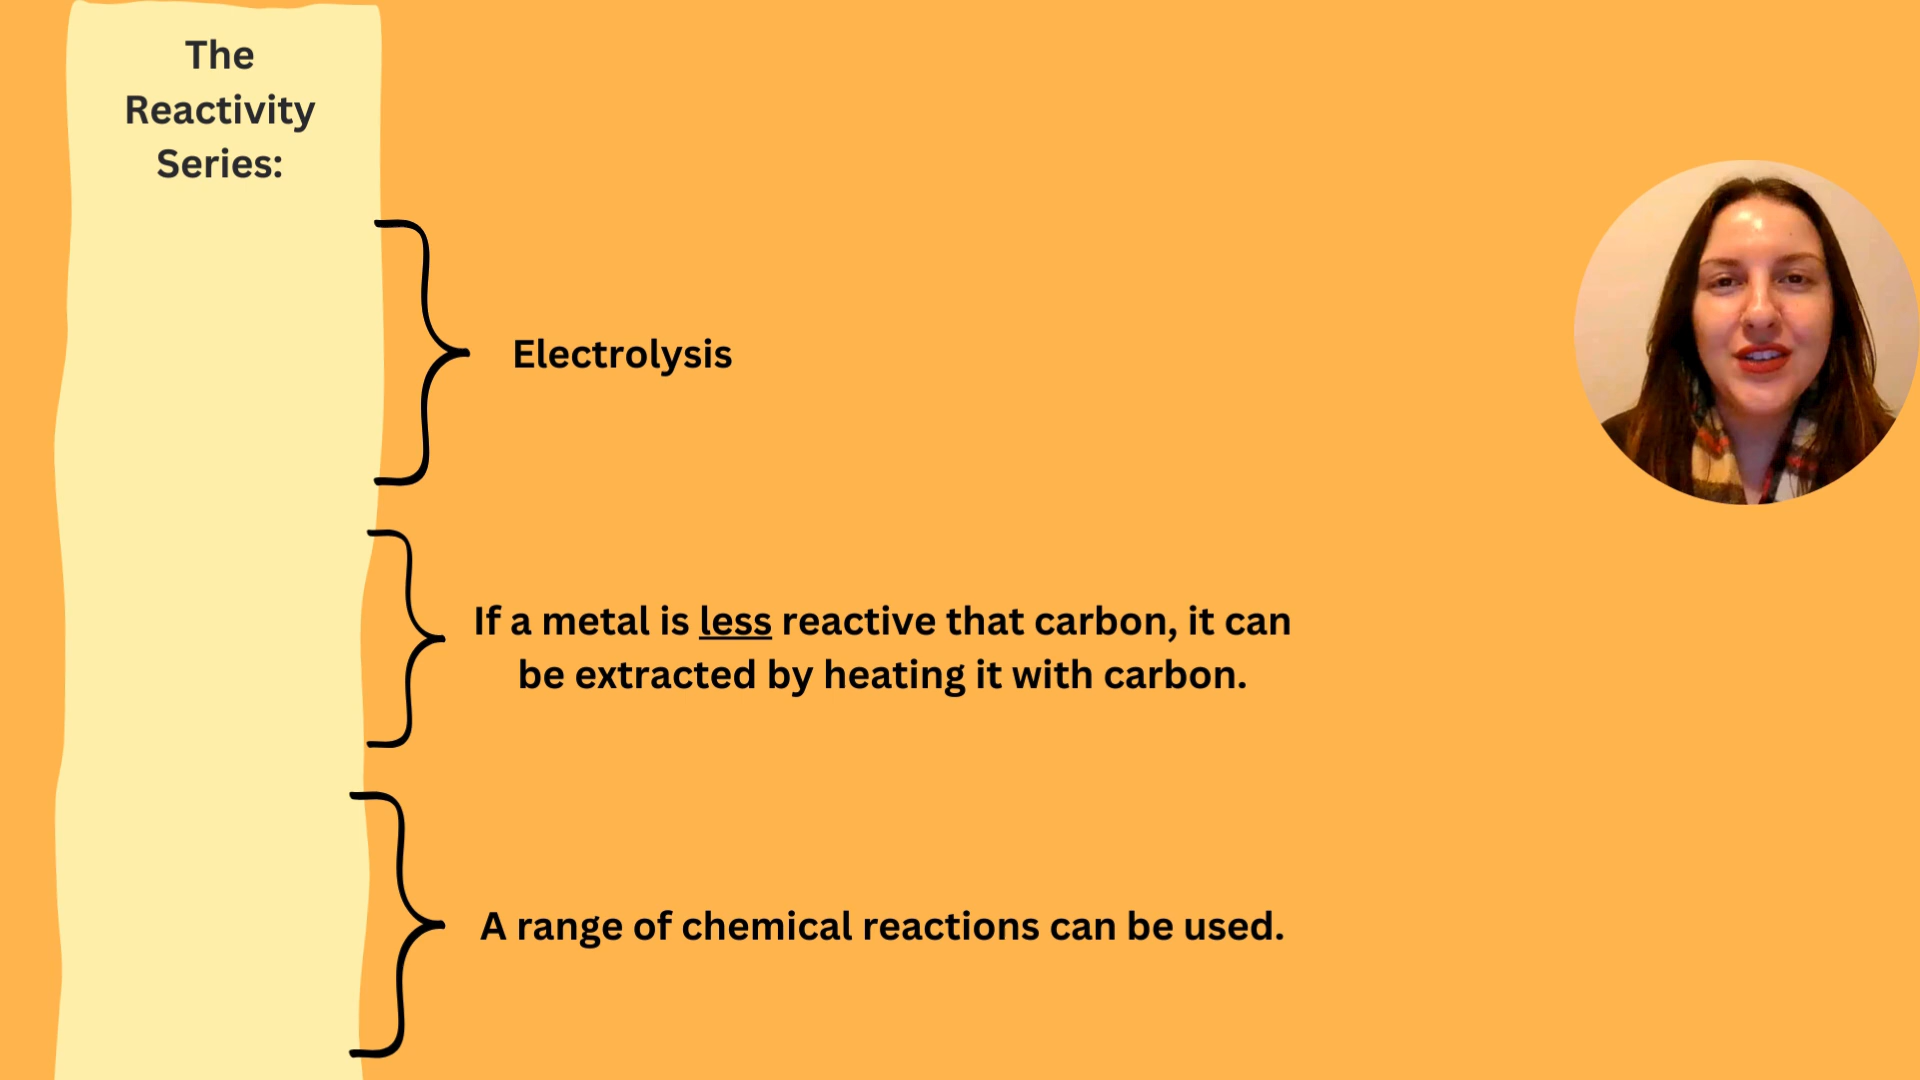 The
Reactivity
Series:
Electrolysis
If a metal is less reactive that carbon, it can
be extracted by heating it with carbon.
A range of chemical reactions can be used.